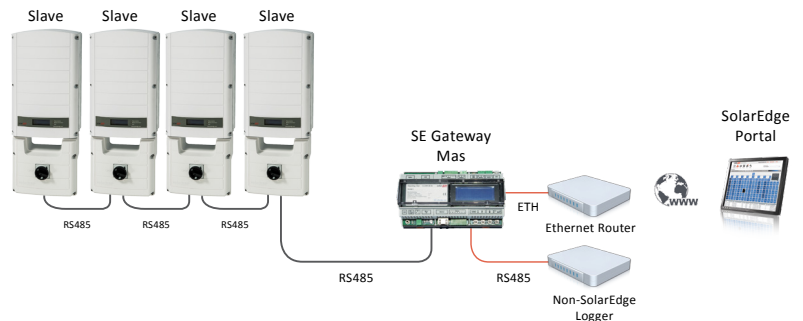 Slave
Slave
Slave
Slave
SolarEdge
Portal
SE Gateway
Mas
ETH
www
RS485
RS485
RS485
Ethernet Router
RS485
RS485
Non-SolarEdge
Logger